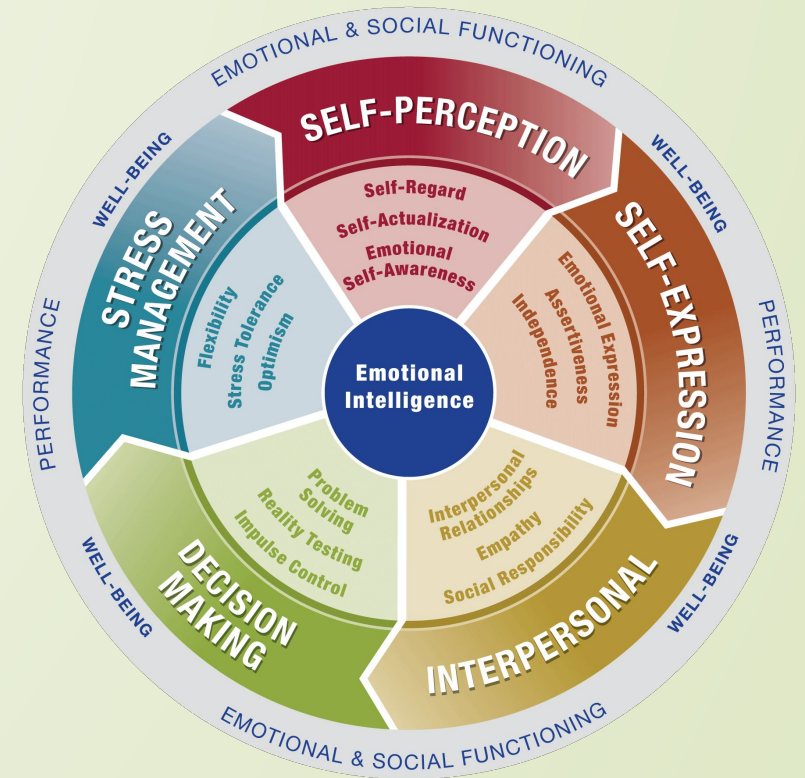 EMOTIONAL & SOCIAL FUNCTIONING
WELL-BEING
PERFORMANCE
WELL-BEING
EMOTIONAL & SOCIAL FUNCTIONING
WELL-BEING
PERFORMANCE
WELL-BEING
SELF-PERCEPTION
Self-Regard
Self-Actualization
Emotional
Self-Awareness
SELF-EXPRESSION
Emotional Expression
Assertiveness
Independence
INTERPERSONAL
Interpersonal
Relationships
Empathy
Social Responsibility
DECISION
MAKING
Problem
Solving
Reality Testing
Impulse Control
STRESS
MANAGEMENT
Flexibility
Stress Tolerance
Optimism
Emotional
Intelligence